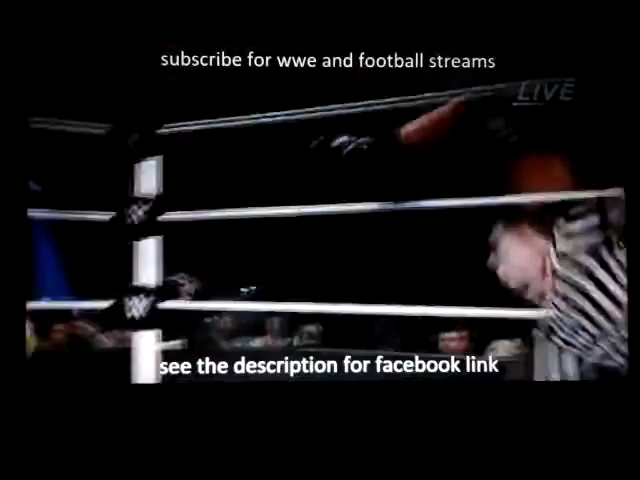 subscribe for wwe and football streams
LIVE
W
W
see the description for facebook link